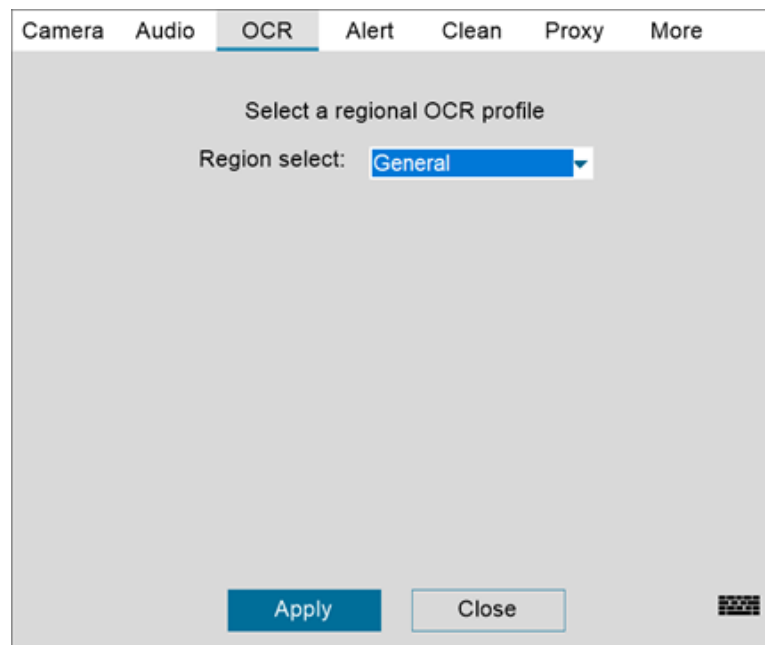 Camera Audio OCR Alert Clean Proxy More
Select a regional OCR profile
Region select: General
Apply Close